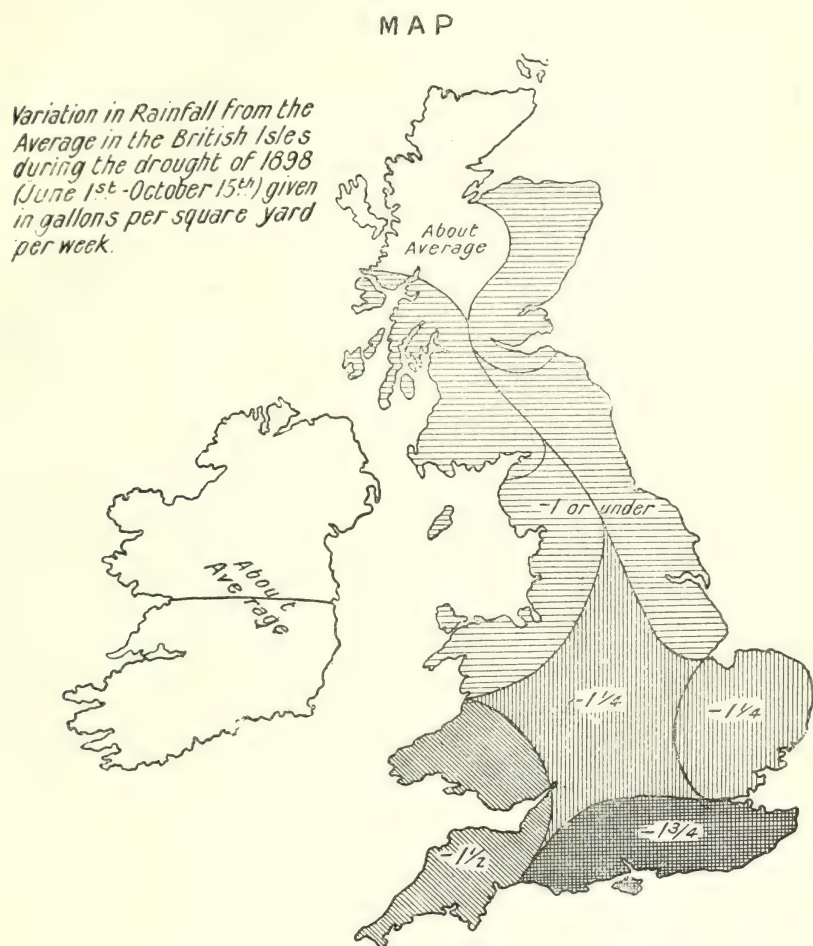 MAP
Variation in Rainfall from the
Average in the British Isles
during the drought of 1898
(June 1st - October 15th) given
in gallons per square yard
per week.
About
Average
-1 or under
About
Average
-1¼
-1¼
-1¾
-1½